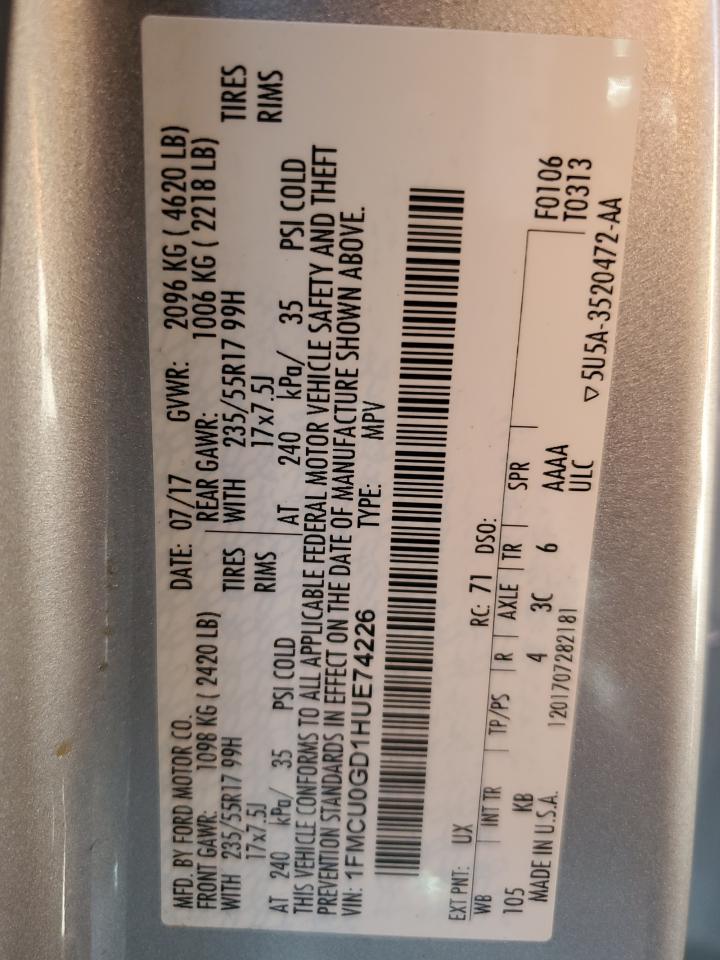 MFD. BY FORD MOTOR CO.
DATE: 07/17 GVWR: 2096 KG ( 4620 LB)
FRONT GAWR: 1098 KG ( 2420 LB)
REAR GAWR: 1006 KG ( 2218 LB)
WITH 235/55R17 99H TIRES
WITH 235/55R17 99H TIRES
17x7.5J RIMS
17x7.5J RIMS
AT 240 kPa/ 35 PSI COLD
AT 240 kPa/ 35 PSI COLD
THIS VEHICLE CONFORMS TO ALL APPLICABLE FEDERAL MOTOR VEHICLE SAFETY AND THEFT
PREVENTION STANDARDS IN EFFECT ON THE DATE OF MANUFACTURE SHOWN ABOVE.
VIN: 1FMCU0GD1HUE74226 TYPE: MPV
EXT PNT: UX RC: 71 DSO:
WB INT TR TP/PS R AXLE TR SPR F0106
105 KB 4 3C 6 AAAA T0313
ULC
MADE IN U.S.A. 1201707282181 ▽5U5A-3520472-AA